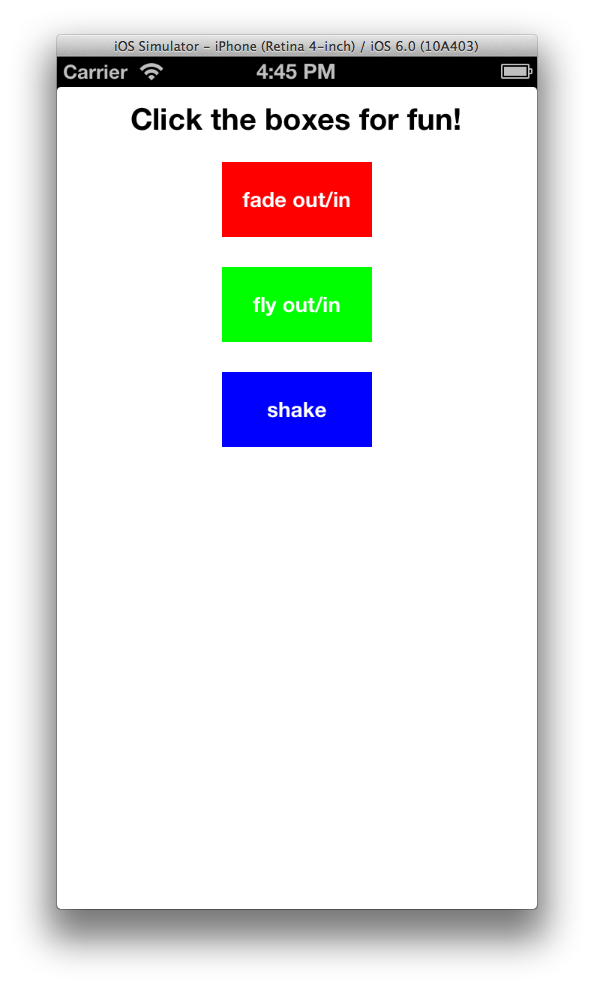 iOS Simulator – iPhone (Retina 4-inch) / iOS 6.0 (10A403)
Carrier 4:45 PM
Click the boxes for fun!
fade out/in
fly out/in
shake